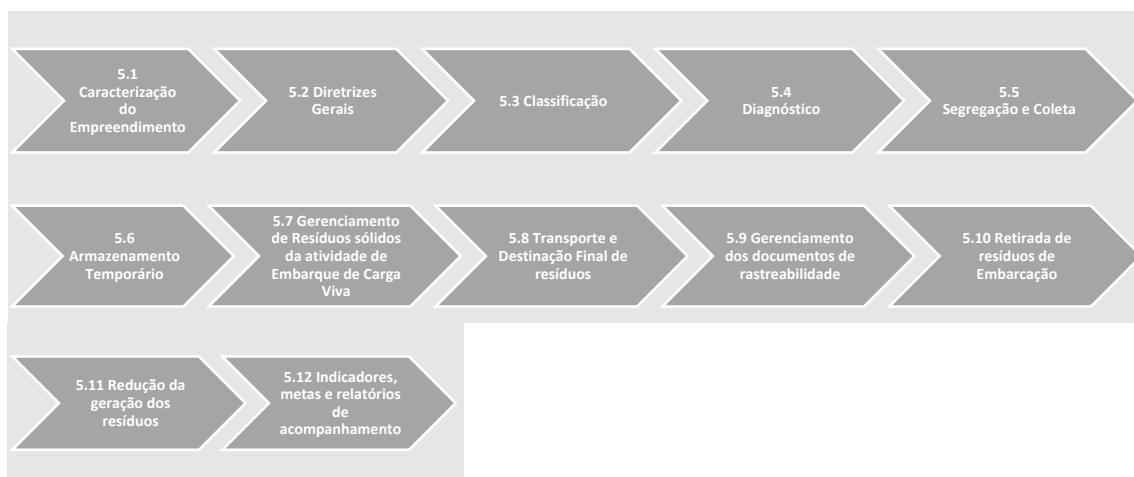 5.1
Caracterização
do
Empreendimento
5.2 Diretrizes
Gerais
5.3 Classificação
5.4
Diagnóstico
5.5
Segregação e Coleta
5.6
Armazenamento
Temporário
5.7 Gerenciamento
de Resíduos sólidos
da atividade de
Embarque de Carga
Viva
5.8 Transporte e
Destinação Final de
resíduos
5.9 Gerenciamento
dos documentos de
rastreabilidade
5.10 Retirada de
resíduos de
Embarcação
5.11 Redução da
geração dos
resíduos
5.12 Indicadores,
metas e relatórios
de
acompanhamento